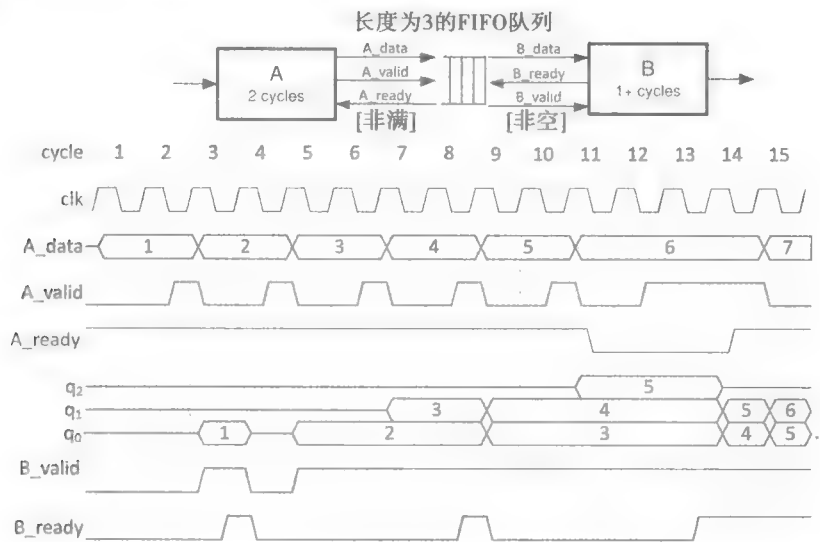 长度为3的FIFO队列
A_data B_data
A A_valid B_ready B
2 cycles A_ready B_valid 1+ cycles
[非满] [非空]
cycle 1 2 3 4 5 6 7 8 9 10 11 12 13 14 15
clk
A_data 1 2 3 4 5 6 7
A_valid
A_ready
q2 5
q1 3 4 5 6
q0 1 2 3 4 5
B_valid
B_ready